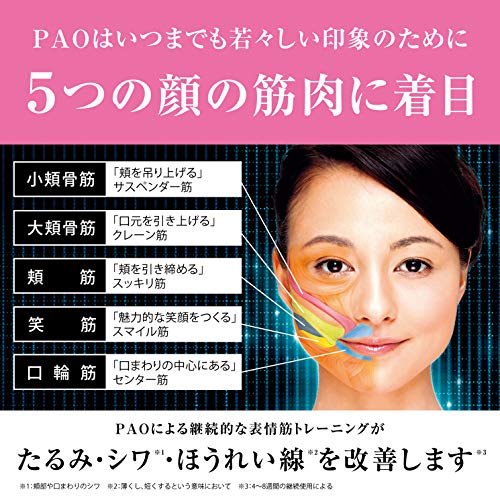 PAOはいつまでも若々しい印象のために
5つの顔の筋肉に着目
小頬骨筋
「頬を吊り上げる」
サスペンダー筋
大頬骨筋
「口元を引き上げる」
クレーン筋
頬 筋
「頬を引き締める」
スッキリ筋
笑 筋
「魅力的な笑顔をつくる」
スマイル筋
口輪筋
「口まわりの中心にある」
センター筋
PAOによる継続的な表情筋トレーニングが
たるみ・シワ※1・ほうれい線※2を改善します※3
※1:頬部や口まわりのシワ ※2:薄くし、短くするという意味において ※3:4〜8週間の継続使用による